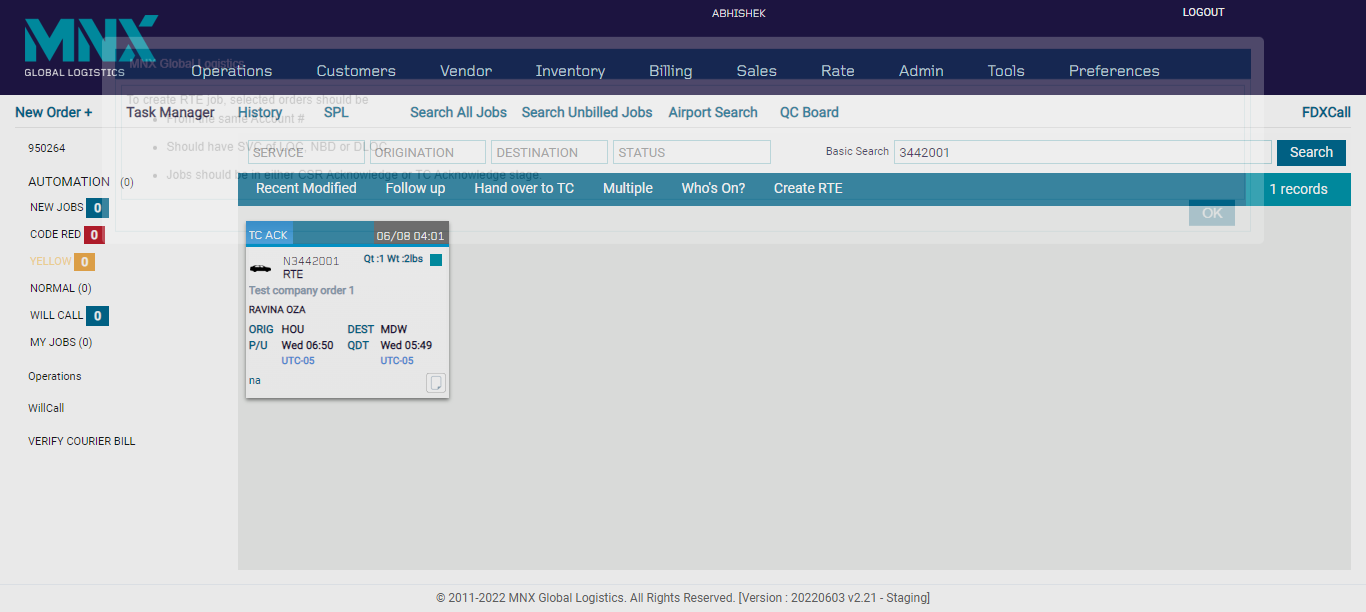 ABHISHEK
LOGOUT
MNX
GLOBAL LOGISTICS
MNX Global Logistics
Operations Customers Vendor Inventory Billing Sales Rate Admin Tools Preferences
To create RTE job, selected orders should be
New Order + Task Manager History SPL Search All Jobs Search Unbilled Jobs Airport Search QC Board FDXCall
• From the same Account #
• Should have SVC of LOC, NBD or DLOC
950264
SERVICE ORIGINATION DESTINATION STATUS Basic Search 3442001 Search
• Jobs should be in either CSR Acknowledge or TC Acknowledge stage.
AUTOMATION (0)
Recent Modified Follow up Hand over to TC Multiple Who's On? Create RTE 1 records
OK
NEW JOBS 0
CODE RED 0
YELLOW 0
NORMAL (0)
WILL CALL 0
MY JOBS (0)
Operations
WillCall
VERIFY COURIER BILL
TC ACK 06/08 04:01
N3442001 Qt :1 Wt :2lbs
RTE
Test company order 1
RAVINA OZA
ORIG HOU DEST MDW
P/U Wed 06:50 QDT Wed 05:49
UTC-05 UTC-05
na
© 2011-2022 MNX Global Logistics. All Rights Reserved. [Version : 20220603 v2.21 - Staging]